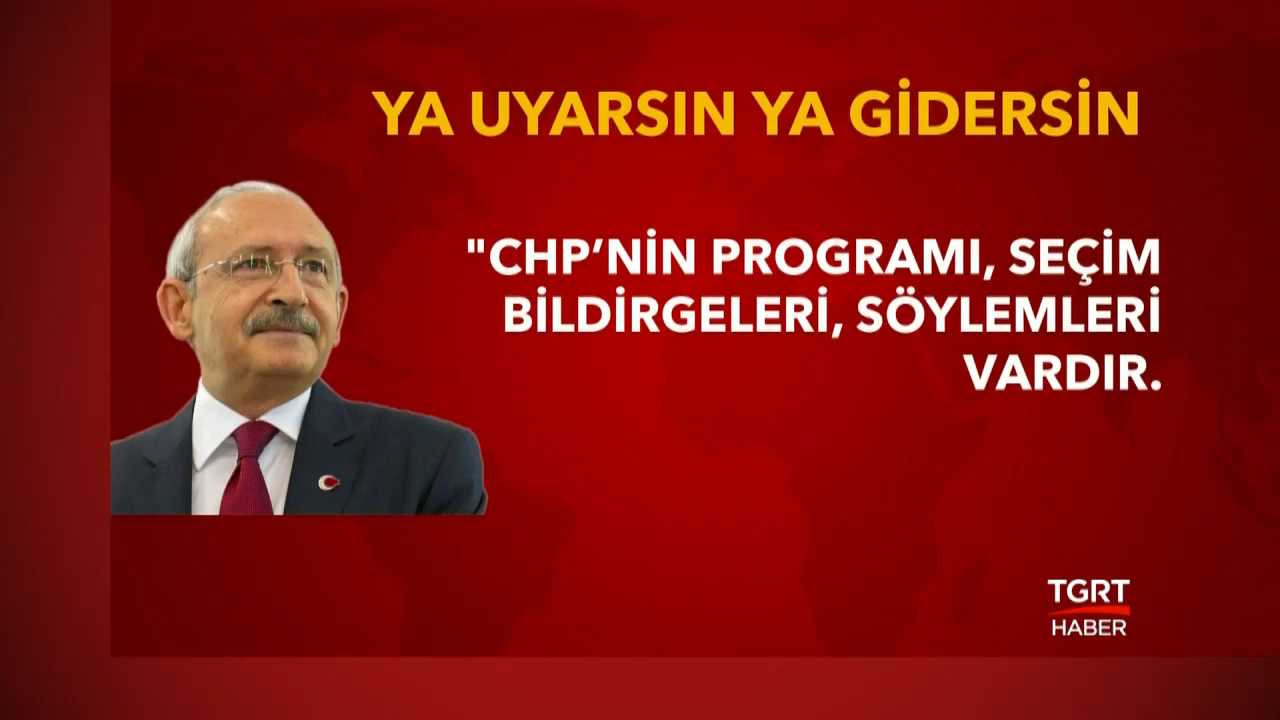 YA UYARSIN YA GİDERSİN
"CHP’NİN PROGRAMI, SEÇİM
BİLDİRGELERİ, SÖYLEMLERİ
VARDIR.
TGRT
HABER